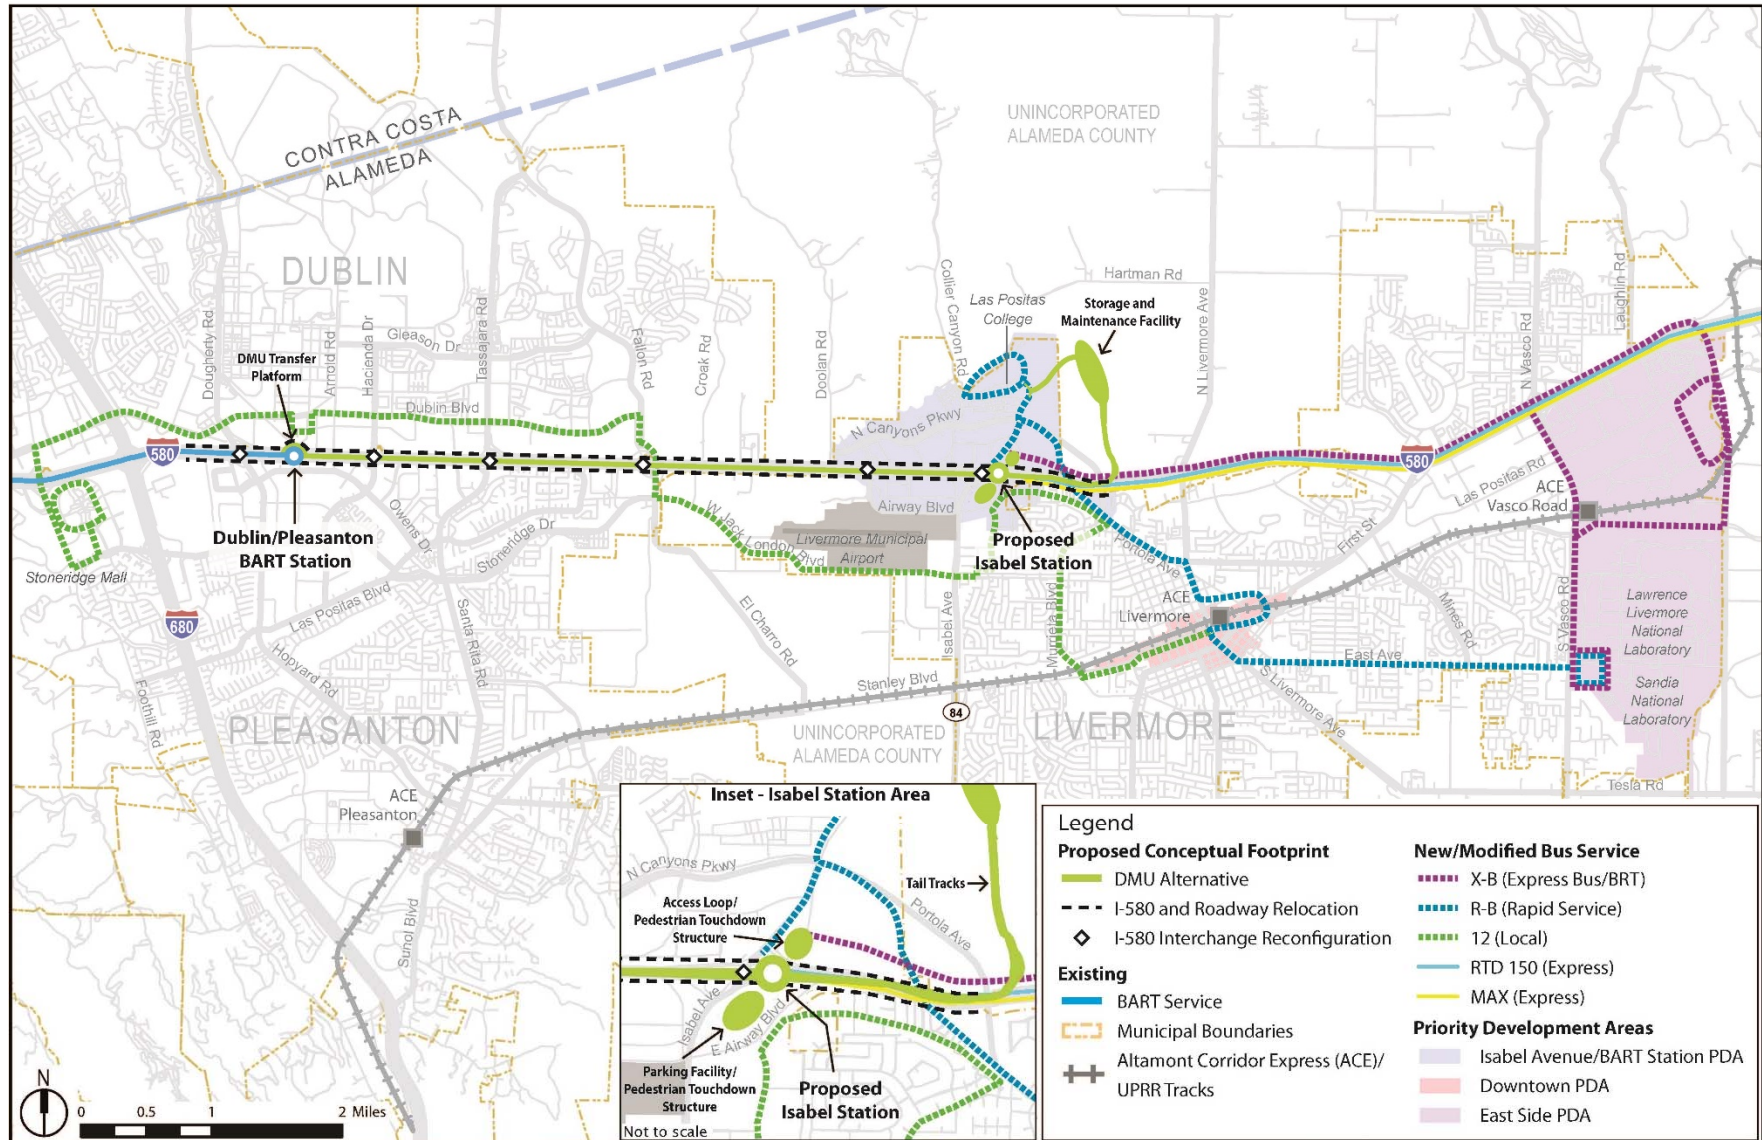 CONTRA COSTA
ALAMEDA
UNINCORPORATED
ALAMEDA COUNTY
DUBLIN
Dougherty Rd
DMU Transfer
Platform
Arnold Rd
Hacienda Dr
Gleason Dr
Tassajara Rd
Fallon Rd
Croak Rd
Doolan Rd
Dublin Blvd
Collier Canyon Rd
Las Positas
College
Hartman Rd
Storage and
Maintenance Facility
N Livermore Ave
N Vasco Rd
Laughlin Rd
N Canyons Pkwy
580
580
Dublin/Pleasanton
BART Station
Owens Dr
Stoneridge Dr
W Jack London Blvd
Airway Blvd
Livermore Municipal
Airport
Proposed
Isabel Station
Portola Ave
First St
Las Positas Rd
ACE
Vasco Road
Stoneridge Mall
680
Las Positas Blvd
Hopyard Rd
Santa Rita Rd
El Charro Rd
Isabel Ave
Murrieta Blvd
ACE
Livermore
Mines Rd
S Vasco Rd
East Ave
S Livermore Ave
Lawrence
Livermore
National
Laboratory
Sandia
National
Laboratory
Foothill Rd
PLEASANTON
Stanley Blvd
84
UNINCORPORATED
ALAMEDA COUNTY
LIVERMORE
Tesla Rd
ACE
Pleasanton
Sunol Blvd
N
0 0.5 1 2 Miles
Inset - Isabel Station Area
N Canyons Pkwy
Tail Tracks
Access Loop/
Pedestrian Touchdown
Structure
Portola Ave
Isabel Ave
E Airway Blvd
Parking Facility/
Pedestrian Touchdown
Structure
Proposed
Isabel Station
Not to scale
Legend
Proposed Conceptual Footprint
DMU Alternative
I-580 and Roadway Relocation
I-580 Interchange Reconfiguration
Existing
BART Service
Municipal Boundaries
Altamont Corridor Express (ACE)/
UPRR Tracks
New/Modified Bus Service
X-B (Express Bus/BRT)
R-B (Rapid Service)
12 (Local)
RTD 150 (Express)
MAX (Express)
Priority Development Areas
Isabel Avenue/BART Station PDA
Downtown PDA
East Side PDA